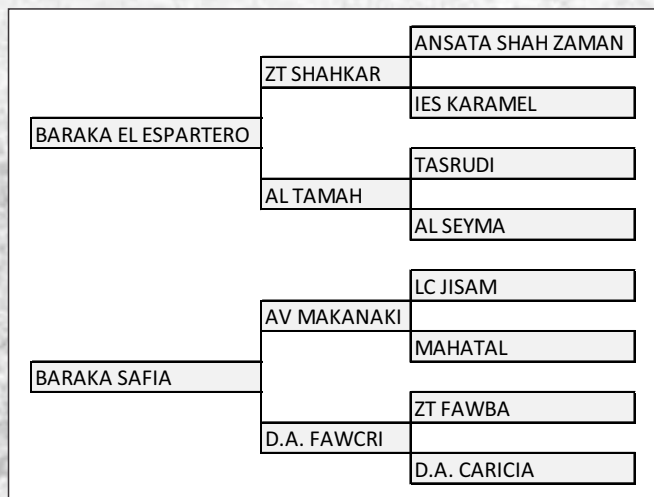 ANSATA SHAH ZAMAN
ZT SHAHKAR
IES KARAMEL
BARAKA EL ESPARTERO
TASRUDI
AL TAMAH
AL SEYMA
LC JISAM
AV MAKANAKI
MAHATAL
BARAKA SAFIA
ZT FAWBA
D.A. FAWCRI
D.A. CARICIA